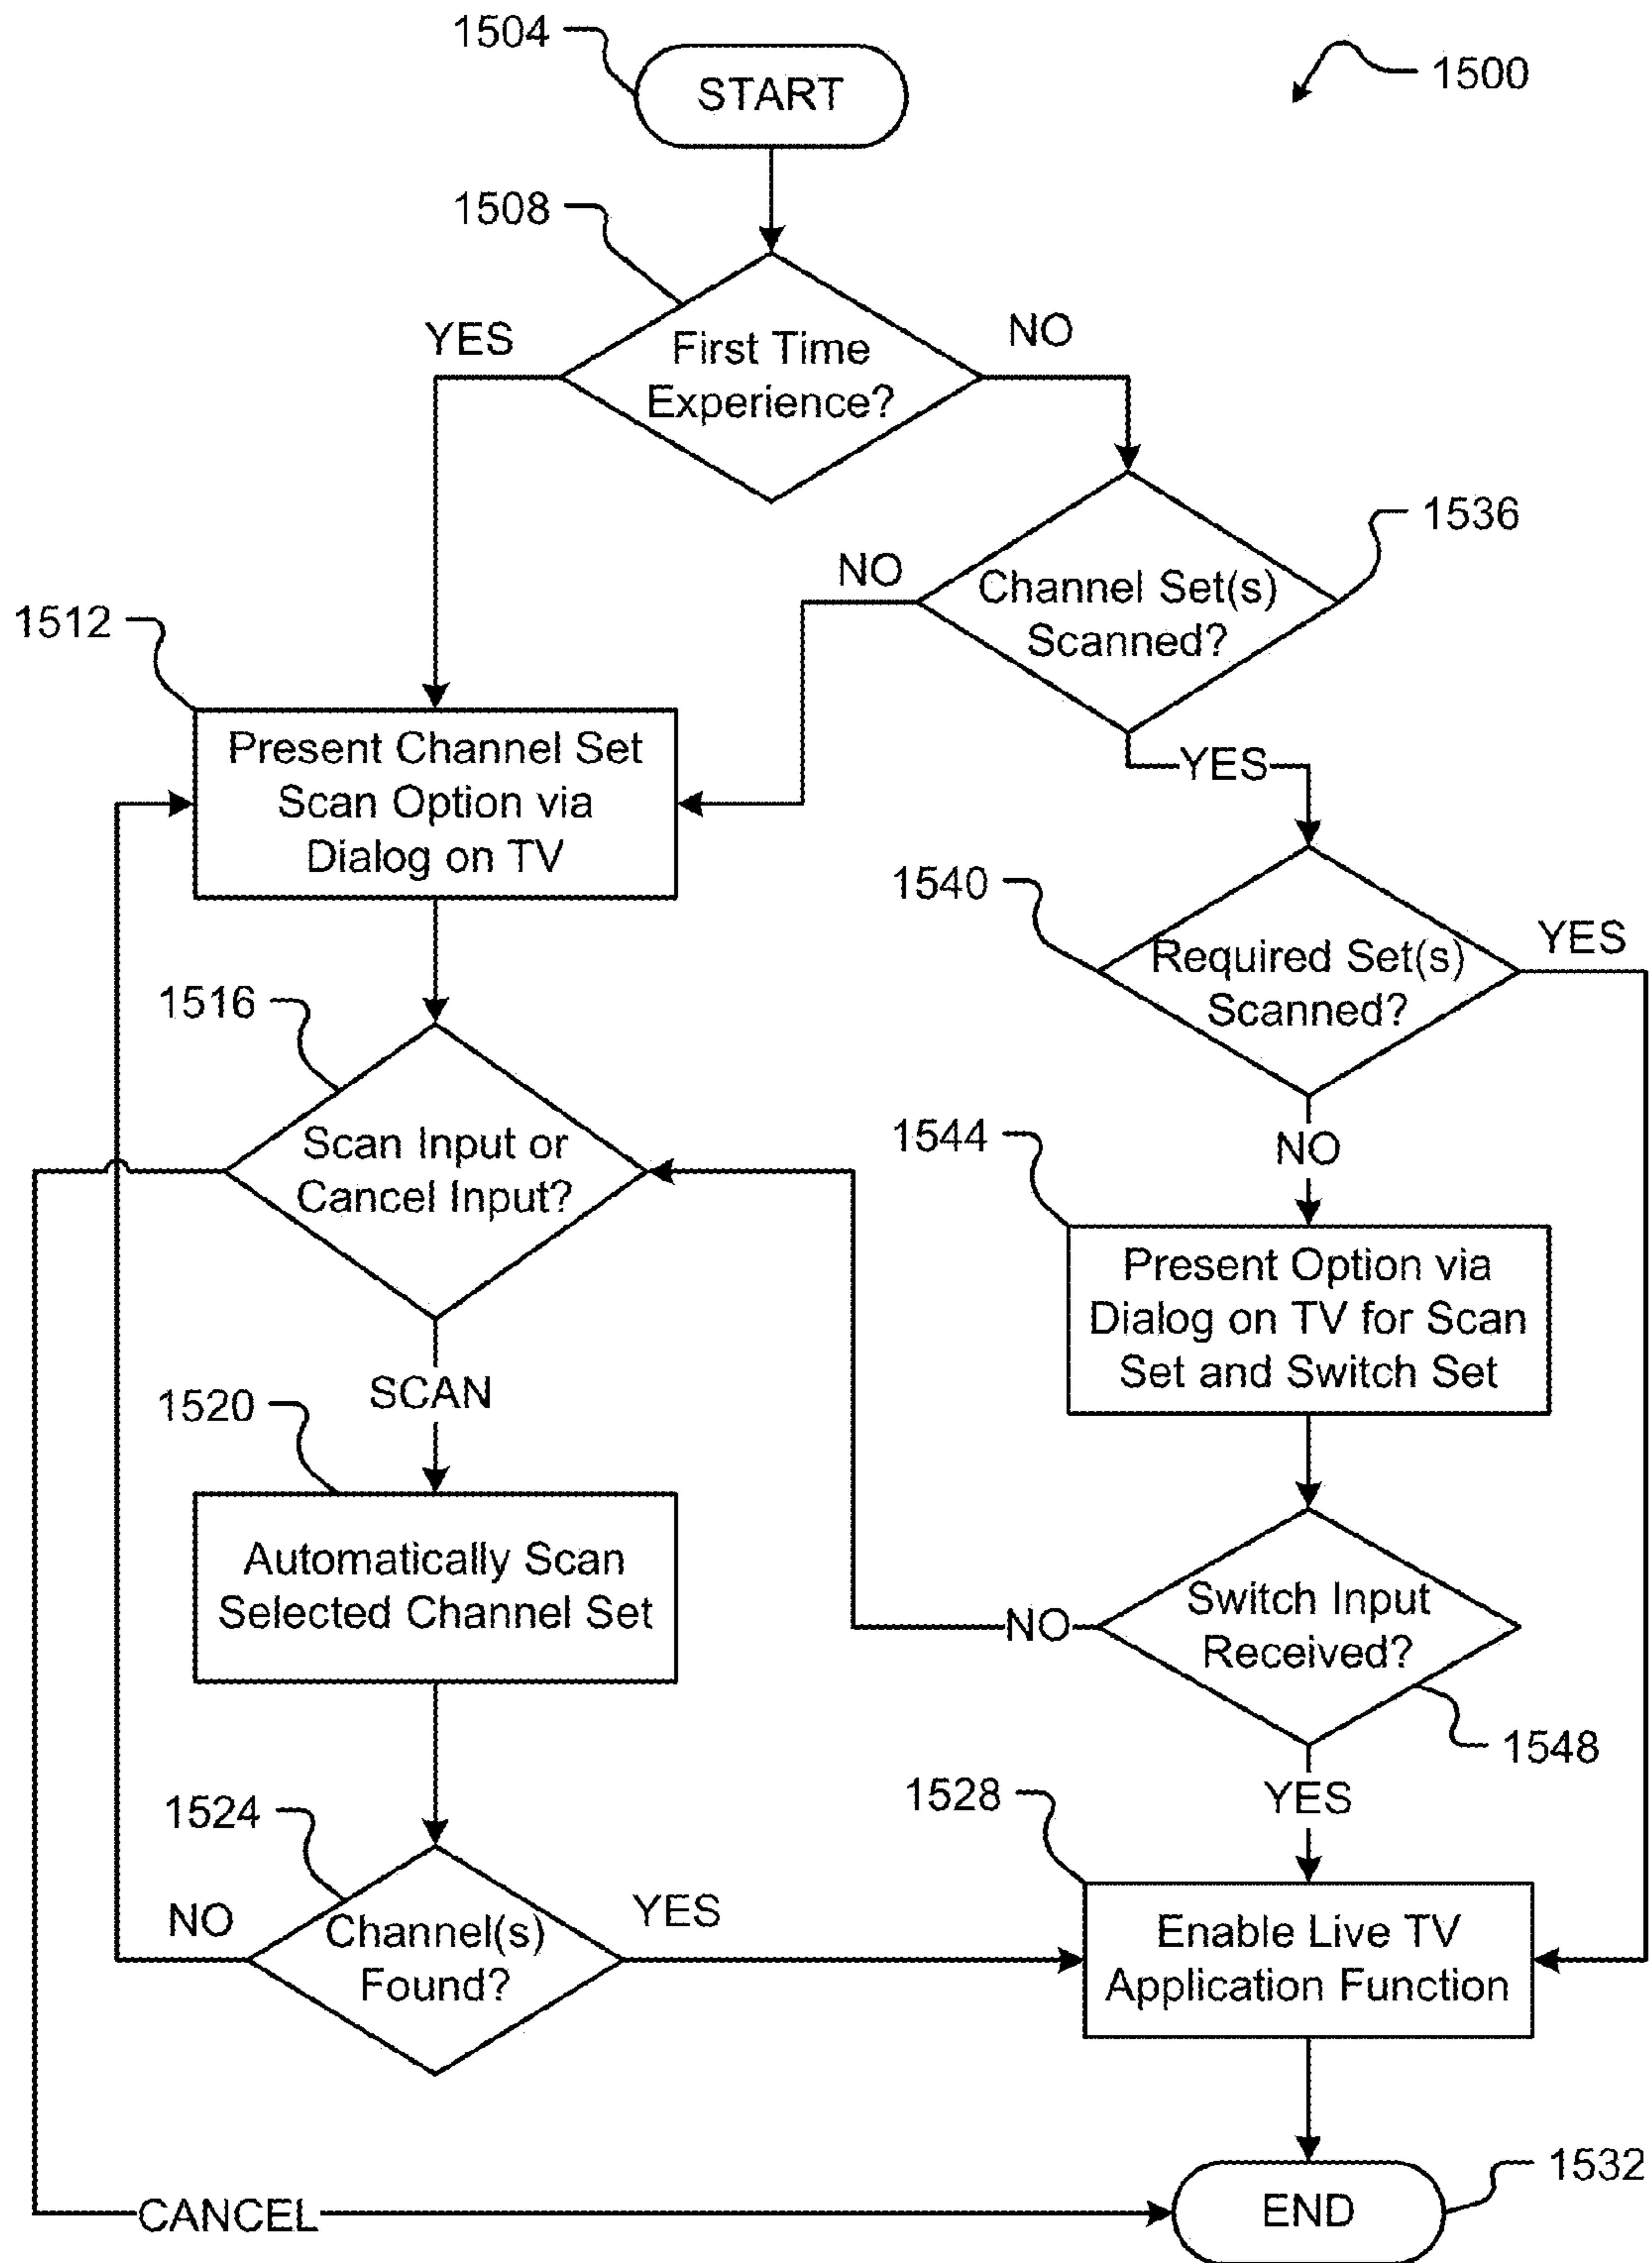 1504
START
1500
1508
YES
First Time
Experience?
NO
1536
NO
Channel Set(s)
Scanned?
1512
Present Channel Set
Scan Option via
Dialog on TV
YES
1540
Required Set(s)
Scanned?
YES
1516
Scan Input or
Cancel Input?
NO
1544
Present Option via
Dialog on TV for Scan
Set and Switch Set
SCAN
1520
Automatically Scan
Selected Channel Set
NO
Switch Input
Received?
1548
YES
1524
NO
Channel(s)
Found?
YES
1528
Enable Live TV
Application Function
CANCEL
END
1532